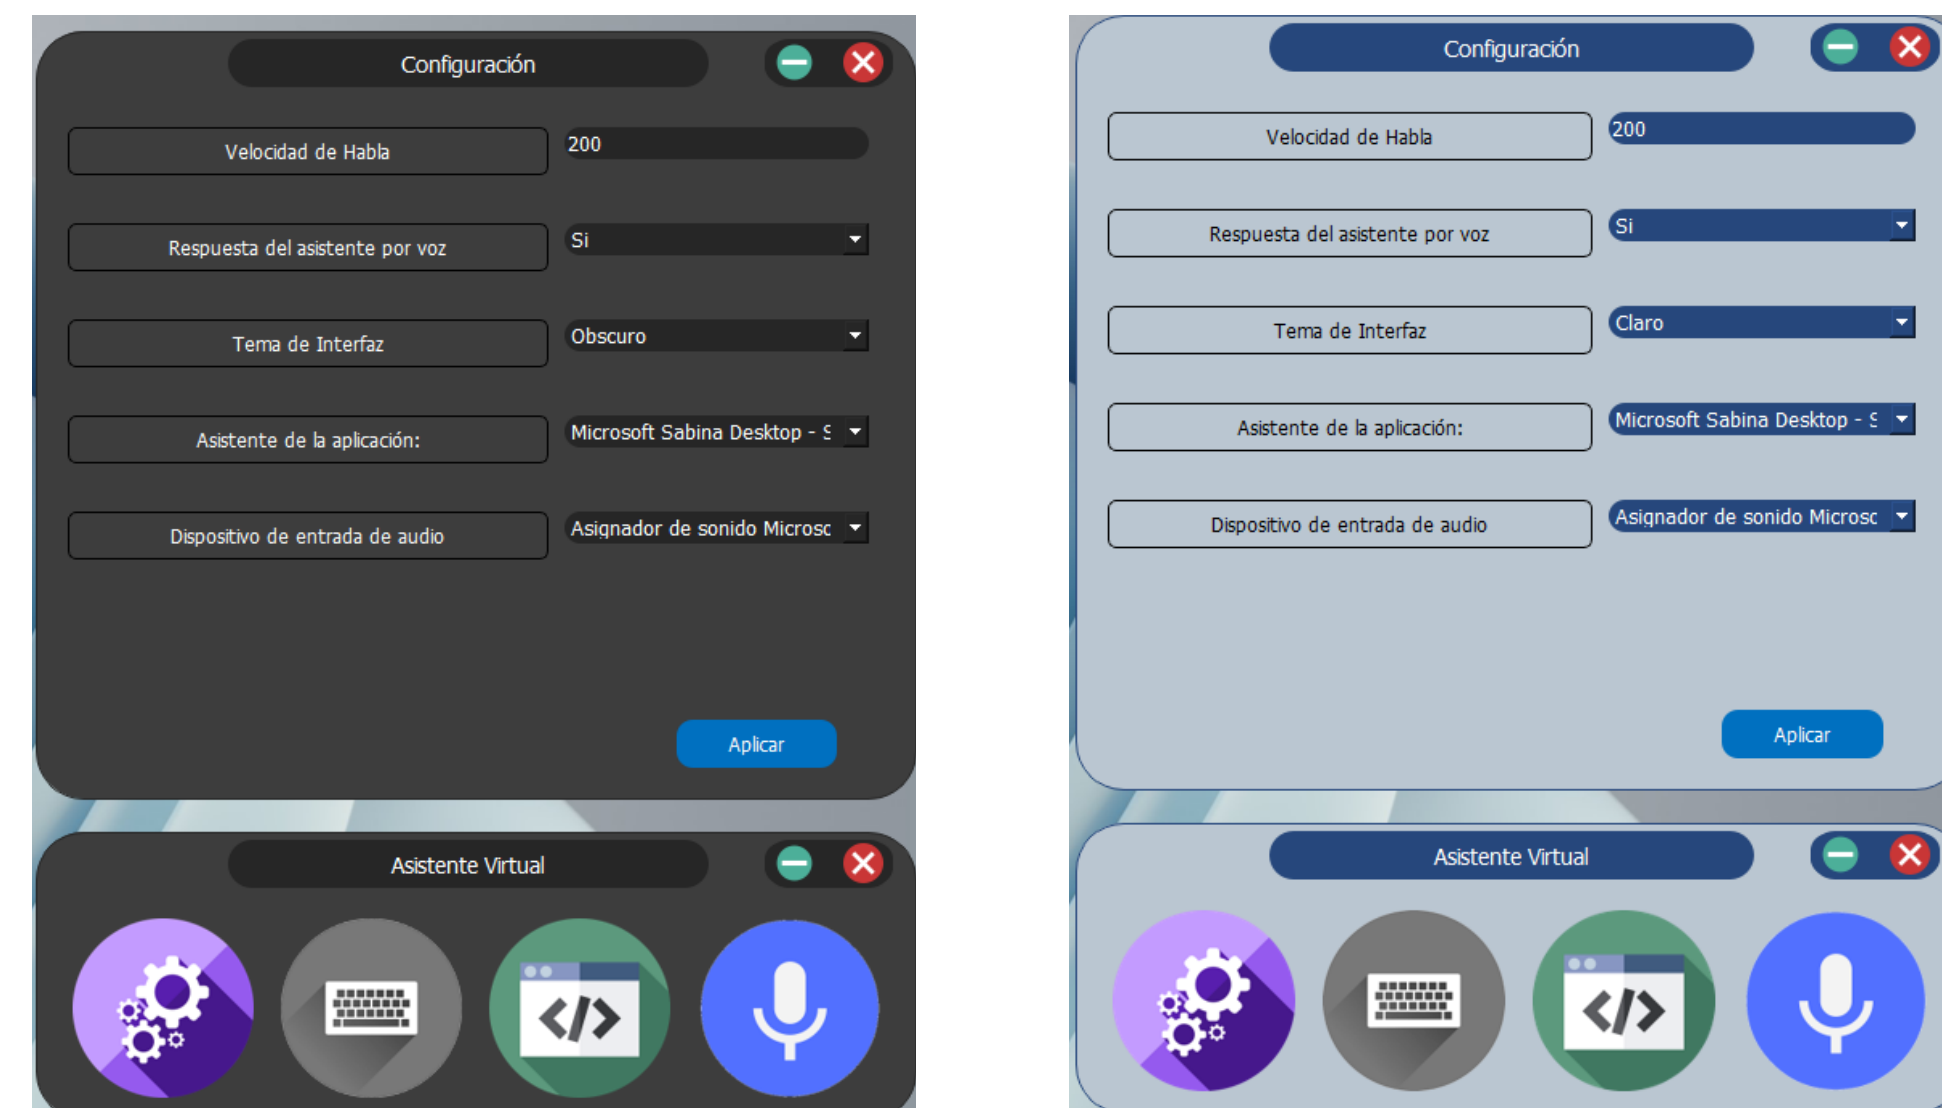 Configuración
Velocidad de Habla
200
Respuesta del asistente por voz
Si
Tema de Interfaz
Obscuro
Asistente de la aplicación:
Microsoft Sabina Desktop - S
Dispositivo de entrada de audio
Asignador de sonido Microsc
Aplicar
Asistente Virtual
</>
Configuración
Velocidad de Habla
200
Respuesta del asistente por voz
Si
Tema de Interfaz
Claro
Asistente de la aplicación:
Microsoft Sabina Desktop - S
Dispositivo de entrada de audio
Asignador de sonido Microsc
Aplicar
Asistente Virtual
</>